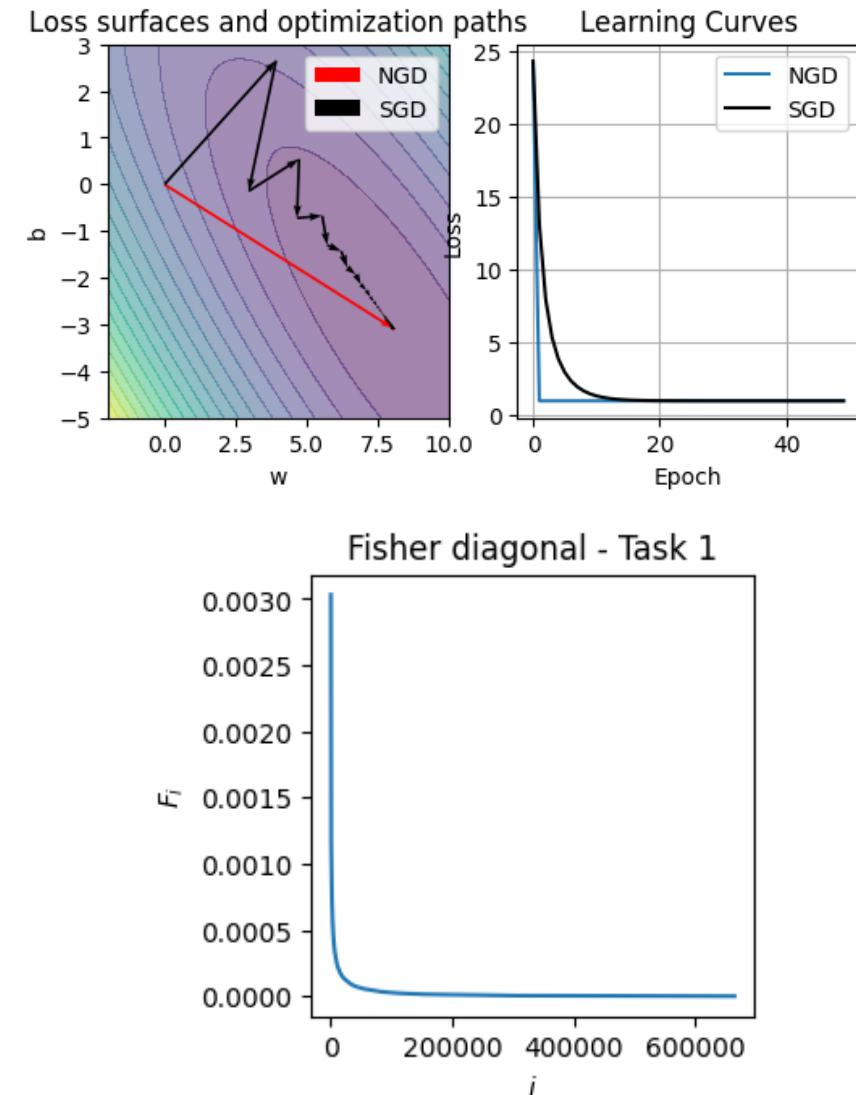 Loss surfaces and optimization paths
3
2
1
0
−1
−2
−3
−4
−5
b
NGD
SGD
0.0 2.5 5.0 7.5 10.0
w
Learning Curves
25
20
15
10
5
0
Loss
NGD
SGD
0 20 40
Epoch
Fisher diagonal - Task 1
0.0030
0.0025
0.0020
0.0015
0.0010
0.0005
0.0000
Fi
0 200000 400000 600000
i